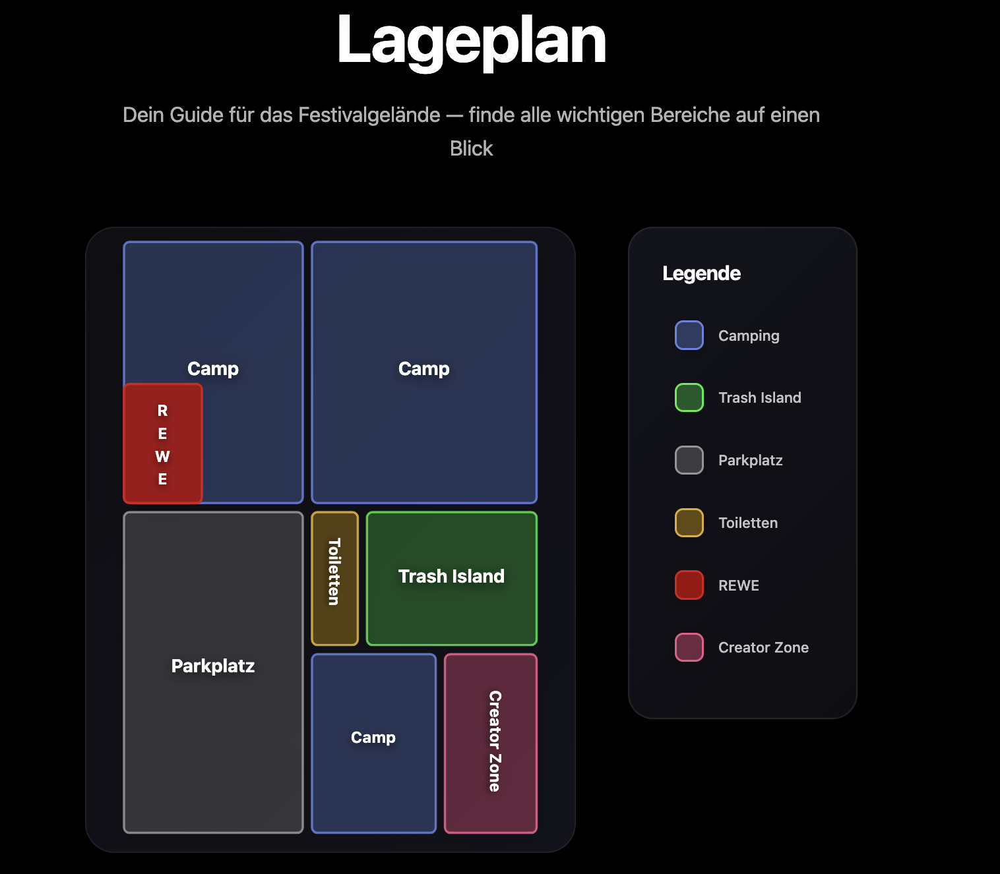 Lageplan
Dein Guide für das Festivalgelände — finde alle wichtigen Bereiche auf einen
Blick
Camp
Camp
R
E
W
E
Parkplatz
Toiletten
Trash Island
Camp
Creator Zone
Legende
Camping
Trash Island
Parkplatz
Toiletten
REWE
Creator Zone